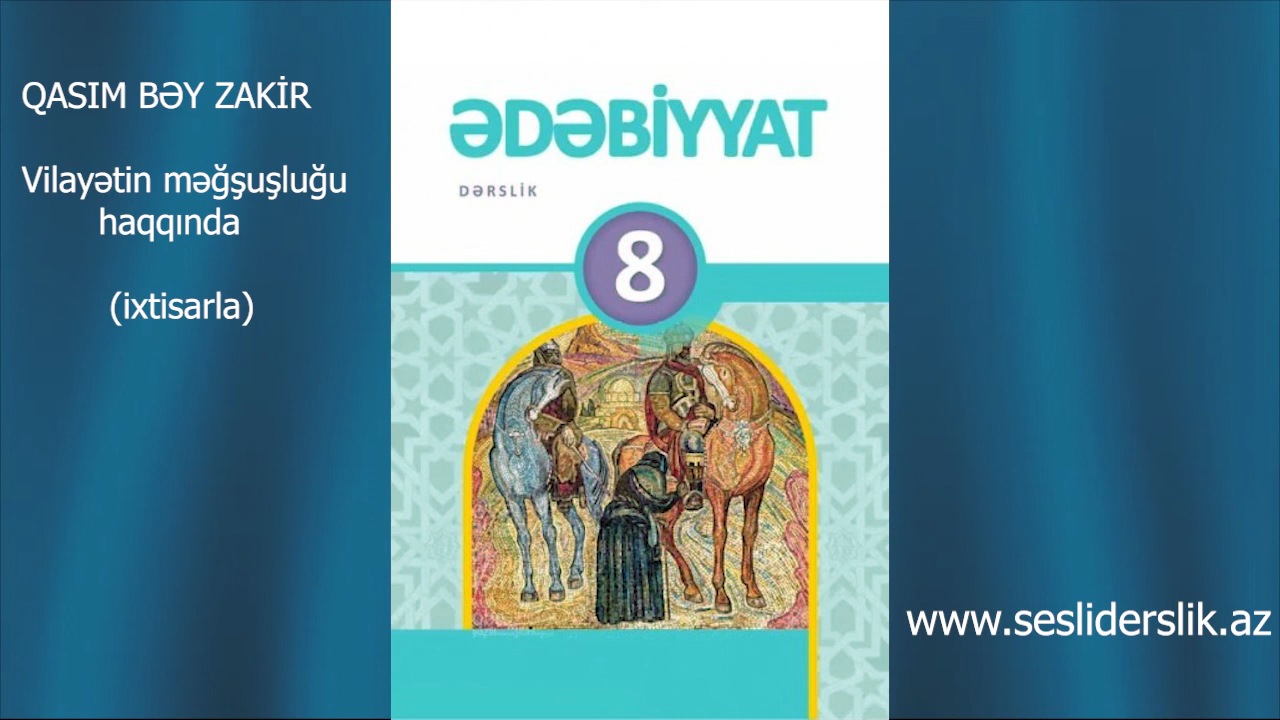 QASIM BƏY ZAKİR
Vilayətin məğşuşluğu
haqqında
(ixtisarla)
ƏDƏBİYYAT
DƏRSLİK
8
www.sesliderslik.az